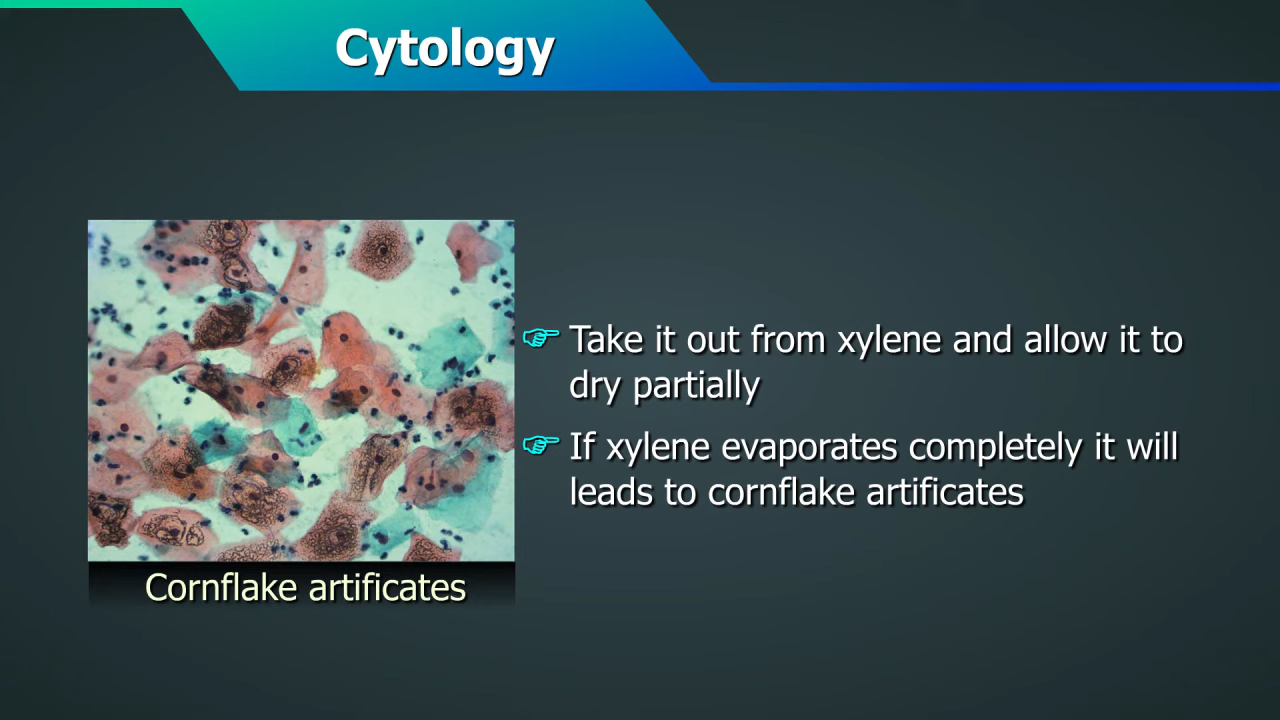 Cytology
Take it out from xylene and allow it to
dry partially
If xylene evaporates completely it will
leads to cornflake artificates
Cornflake artificates